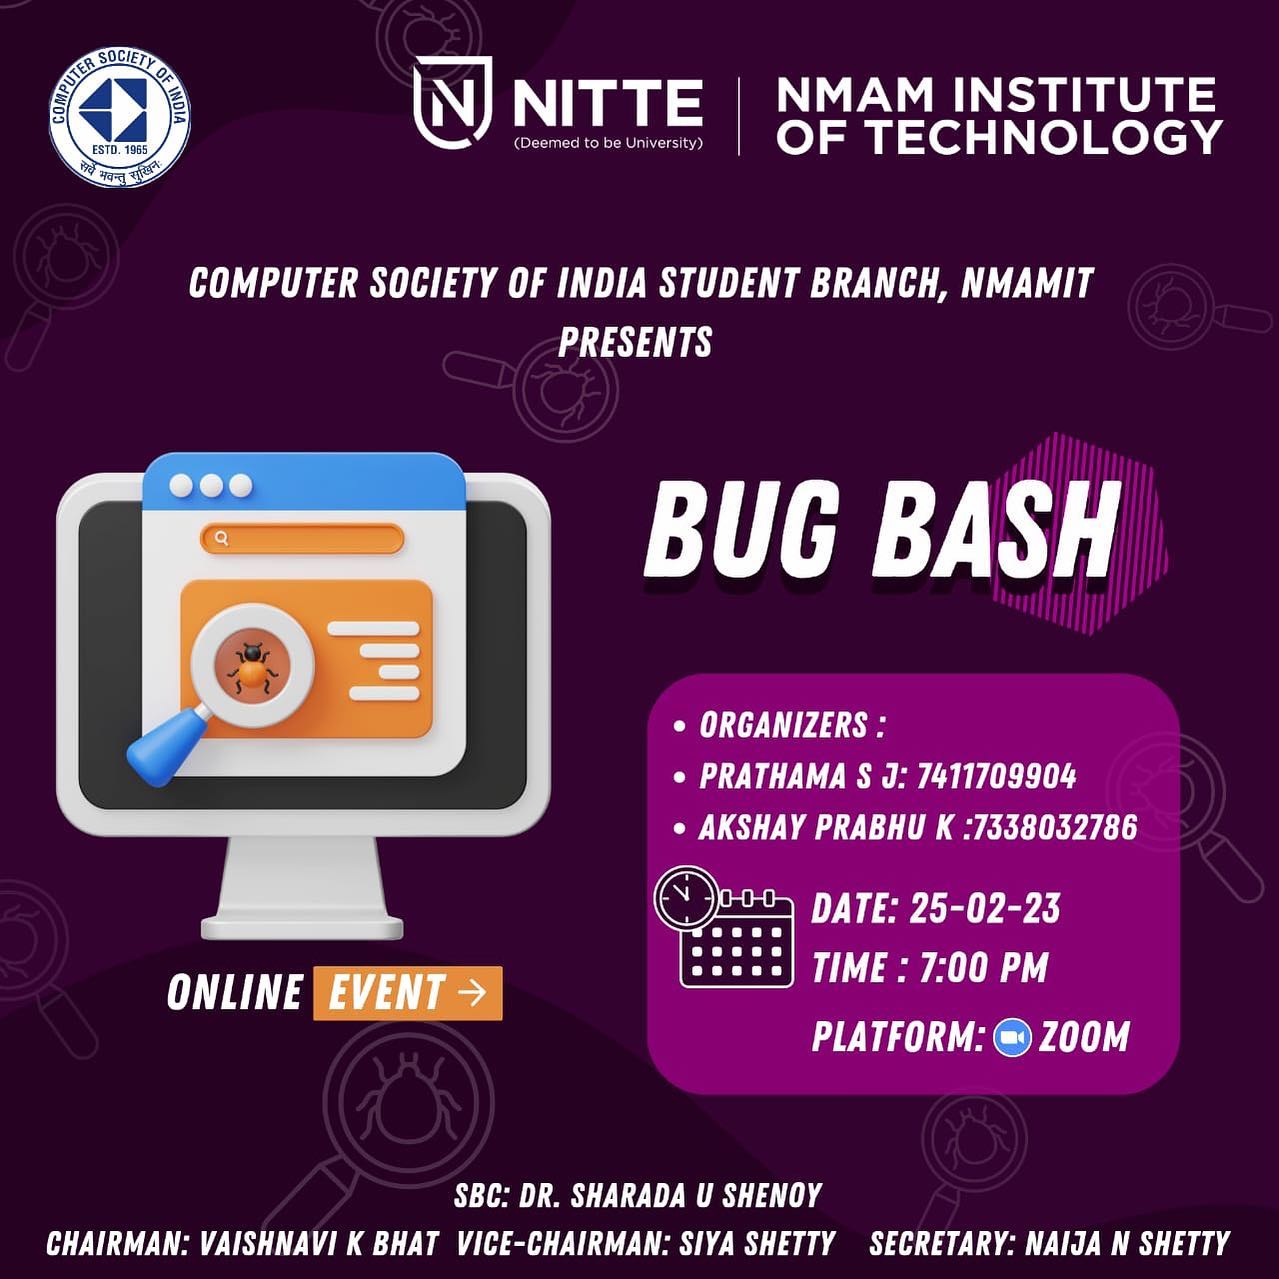 COMPUTER SOCIETY OF INDIA
ESTD. 1965
सर्वे भवन्तु सुखिनः
N NITTE
(Deemed to be University)
NMAM INSTITUTE
OF TECHNOLOGY
COMPUTER SOCIETY OF INDIA STUDENT BRANCH, NMAMIT
PRESENTS
BUG BASH
• ORGANIZERS :
• PRATHAMA S J: 7411709904
• AKSHAY PRABHU K :7338032786
DATE: 25-02-23
TIME : 7:00 PM
PLATFORM: ZOOM
ONLINE EVENT →
SBC: DR. SHARADA U SHENOY
CHAIRMAN: VAISHNAVI K BHAT VICE-CHAIRMAN: SIYA SHETTY SECRETARY: NAIJA N SHETTY